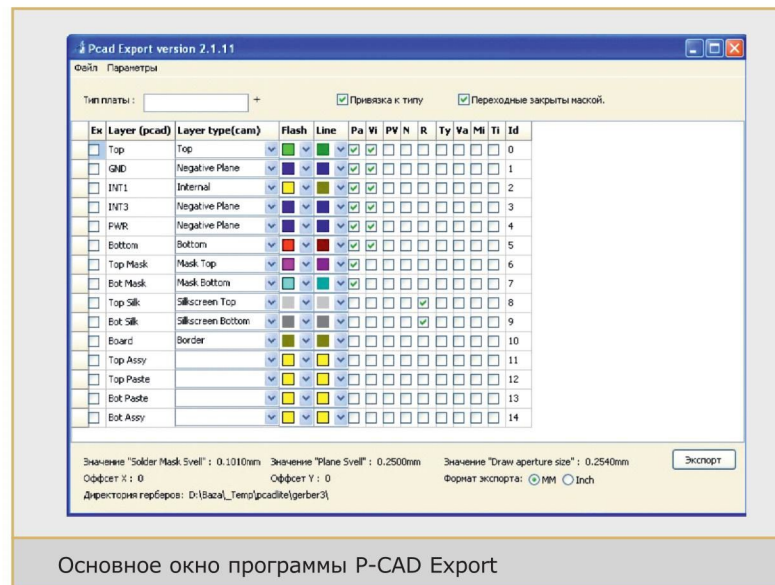 Pcad Export version 2.1.11
Файл Параметры
Тип платы : + Привязка к типу Переходные закрыты маской.
Ex Layer (pcad) Layer type(cam) Flash Line Pa Vi PV N R Ty Va Mi Ti Id
Top Top 0
GND Negative Plane 1
INT1 Internal 2
INT3 Negative Plane 3
PWR Negative Plane 4
Bottom Bottom 5
Top Mask Mask Top 6
Bot Mask Mask Bottom 7
Top Silk Silkscreen Top 8
Bot Silk Silkscreen Bottom 9
Board Border 10
Top Assy 11
Top Paste 12
Bot Paste 13
Bot Assy 14
Значение "Solder Mask Svell" : 0.1010mm Значение "Plane Svell" : 0.2500mm Значение "Draw aperture size" : 0.2540mm Экспорт
Оффсет X : 0 Оффсет Y : 0 Формат экспорта: MM Inch
Директория герберов: D:\Baza\_Temp\pcadlite\gerber3\
Основное окно программы P-CAD Export